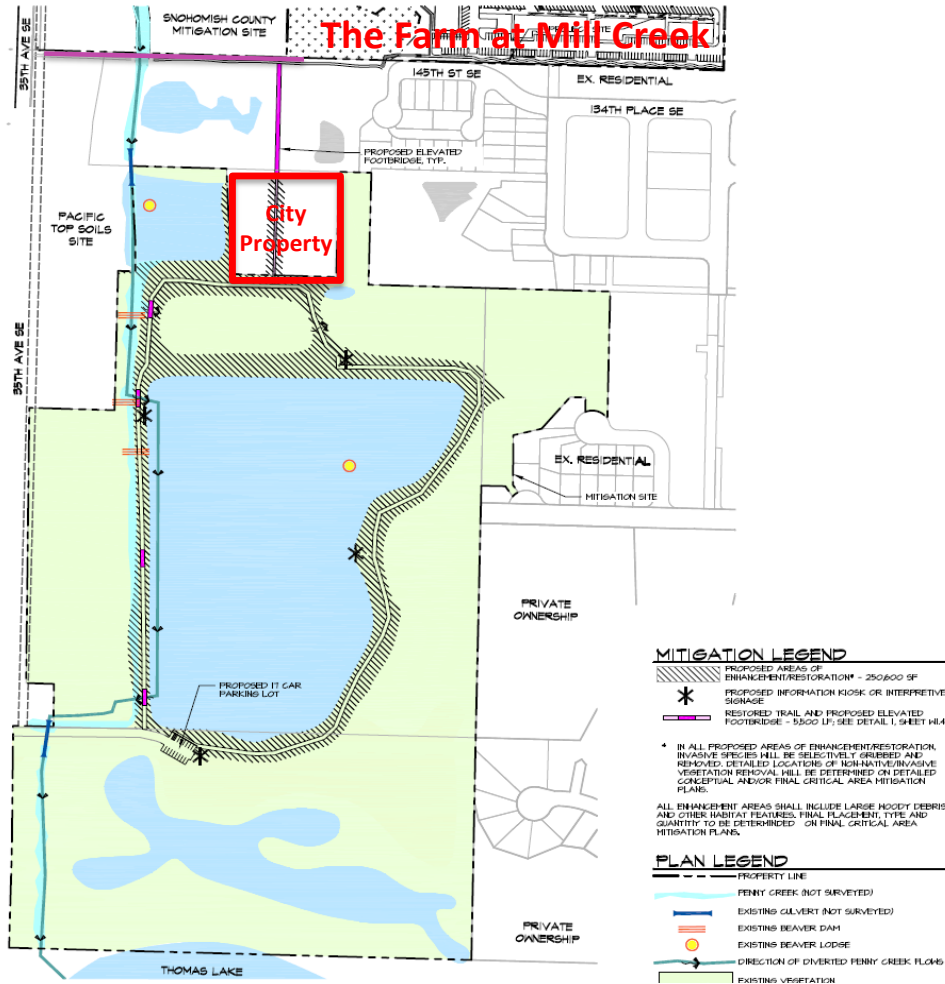 SNOHOMISH COUNTY
MITIGATION SITE
The Farm at Mill Creek
35TH AVE SE
145TH ST SE
EX. RESIDENTIAL
134TH PLACE SE
PROPOSED ELEVATED
FOOTBRIDGE, TYP.
PACIFIC
TOP SOILS
SITE
City
Property
35TH AVE SE
EX. RESIDENTIAL
MITIGATION SITE
PRIVATE
OWNERSHIP
PROPOSED 17 CAR
PARKING LOT
PRIVATE
OWNERSHIP
THOMAS LAKE
MITIGATION LEGEND
PROPOSED AREAS OF
ENHANCEMENT/RESTORATION* - 250,600 SF
PROPOSED INFORMATION KIOSK OR INTERPRETIVE
SIGNAGE
RESTORED TRAIL AND PROPOSED ELEVATED
FOOTBRIDGE - 5,500 LF; SEE DETAIL 1, SHEET W1.4
* IN ALL PROPOSED AREAS OF ENHANCEMENT/RESTORATION,
INVASIVE SPECIES WILL BE SELECTIVELY GRUBBED AND
REMOVED. DETAILED LOCATIONS OF NON-NATIVE/INVASIVE
VEGETATION REMOVAL WILL BE DETERMINED ON DETAILED
CONCEPTUAL AND/OR FINAL CRITICAL AREA MITIGATION
PLANS.
ALL ENHANCEMENT AREAS SHALL INCLUDE LARGE WOODY DEBRIS
AND OTHER HABITAT FEATURES. FINAL PLACEMENT, TYPE AND
QUANTITY TO BE DETERMINDED ON FINAL CRITICAL AREA
MITIGATION PLANS.
PLAN LEGEND
PROPERTY LINE
PENNY CREEK (NOT SURVEYED)
EXISTING CULVERT (NOT SURVEYED)
EXISTING BEAVER DAM
EXISTING BEAVER LODGE
DIRECTION OF DIVERTED PENNY CREEK FLOWS
EXISTING VEGETATION